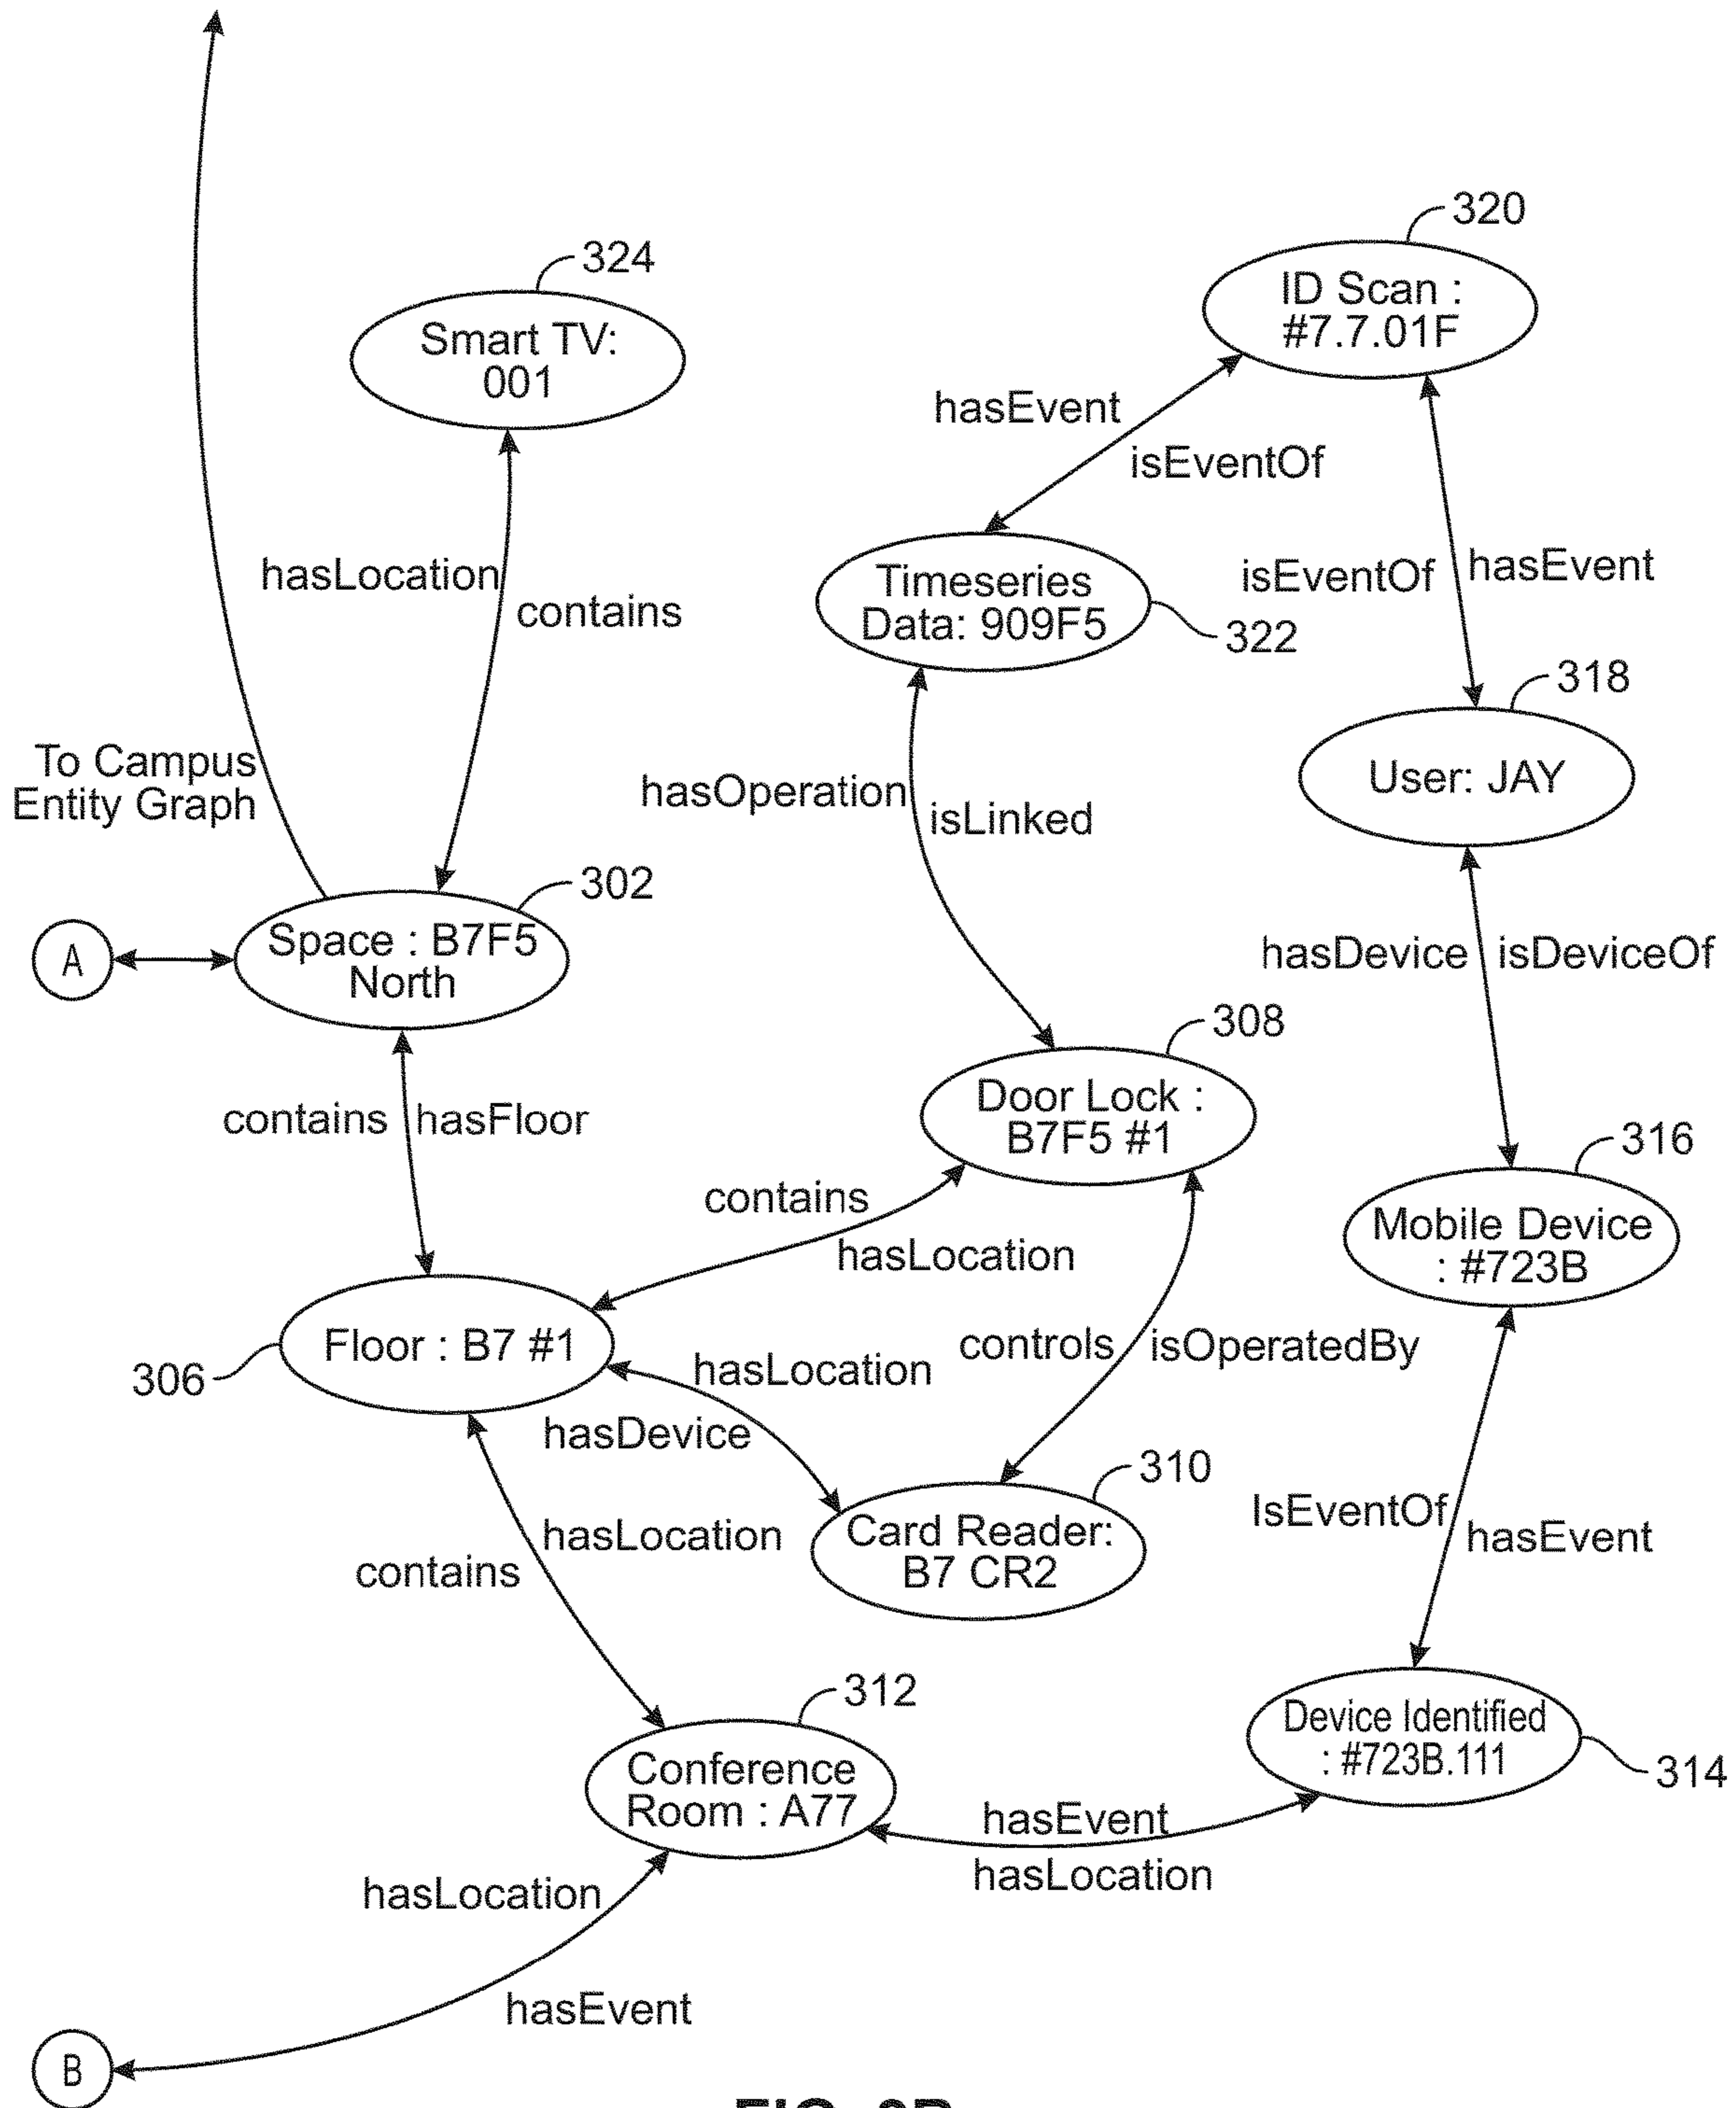 320
ID Scan :
#7.7.01F
324
Smart TV:
001
hasEvent
isEventOf
hasLocation
contains
Timeseries
Data: 909F5
322
isEventOf
hasEvent
318
User: JAY
To Campus
Entity Graph
hasOperation
isLinked
302
Space : B7F5
North
A
hasDevice
isDeviceOf
308
Door Lock :
B7F5 #1
contains
hasFloor
316
Mobile Device
: #723B
contains
hasLocation
306
Floor : B7 #1
hasLocation
hasDevice
controls
isOperatedBy
310
Card Reader:
B7 CR2
hasLocation
contains
IsEventOf
hasEvent
312
Conference
Room : A77
Device Identified
: #723B.111
314
hasEvent
hasLocation
hasLocation
hasEvent
B